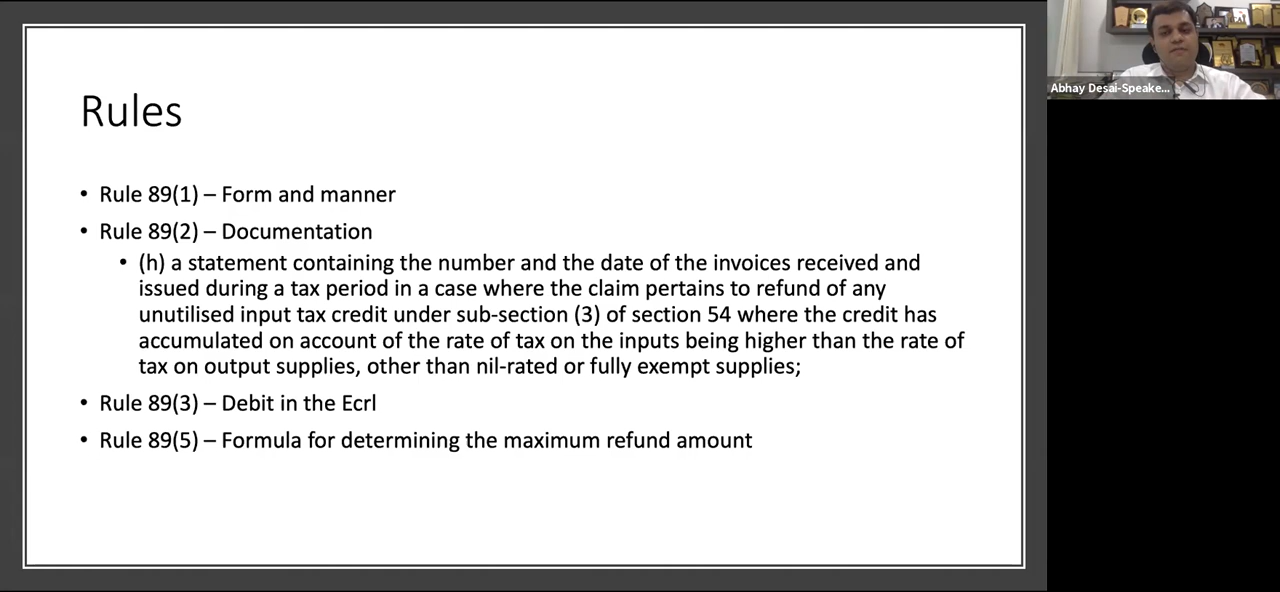 Rules
• Rule 89(1) – Form and manner
• Rule 89(2) – Documentation
• (h) a statement containing the number and the date of the invoices received and
issued during a tax period in a case where the claim pertains to refund of any
unutilised input tax credit under sub-section (3) of section 54 where the credit has
accumulated on account of the rate of tax on the inputs being higher than the rate of
tax on output supplies, other than nil-rated or fully exempt supplies;
• Rule 89(3) – Debit in the Ecrl
• Rule 89(5) – Formula for determining the maximum refund amount
Abhay Desai-Speake...